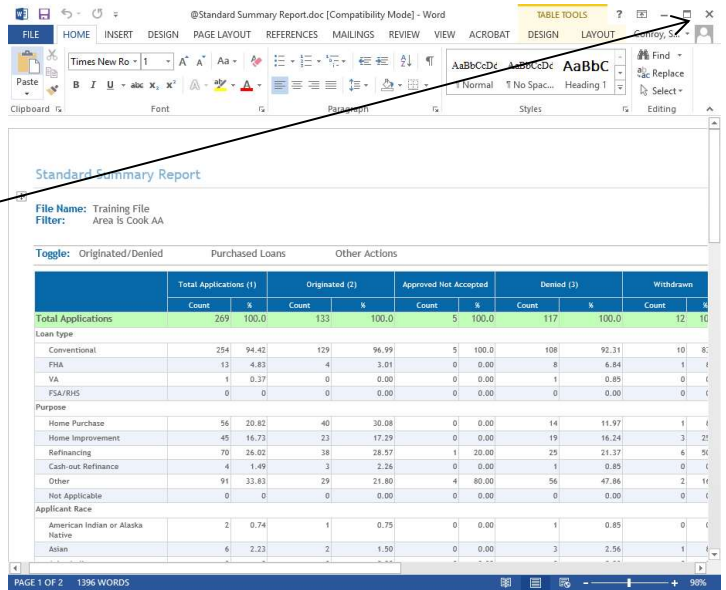 @Standard Summary Report.doc [Compatibility Mode] - Word TABLE TOOLS ?
FILE HOME INSERT DESIGN PAGE LAYOUT REFERENCES MAILINGS REVIEW VIEW ACROBAT DESIGN LAYOUT Conroy, S...
Times New Ro 1 A A Aa Find
Paste B I U abc X₂ X² A aby A AaBbCcDc AaBbCcDc AaBbC Replace
¶ Normal ¶ No Spac... Heading 1 Select
Clipboard Font Paragraph Styles Editing
Standard Summary Report
File Name: Training File
Filter: Area is Cook AA
Toggle: Originated/Denied Purchased Loans Other Actions
Total Applications (1) Originated (2) Approved Not Accepted Denied (3) Withdrawn
Count % Count % Count % Count % Count %
Total Applications 269 100.0 133 100.0 5 100.0 117 100.0 12 10
Loan type
Conventional 254 94.42 129 96.99 5 100.0 108 92.31 10 8
FHA 13 4.83 4 3.01 0 0.00 8 6.84 1
VA 1 0.37 0 0.00 0 0.00 1 0.85 0
FSA/RHS 0 0 0 0.00 0 0.00 0 0.00 0
Purpose
Home Purchase 56 20.82 40 30.08 0 0.00 14 11.97 1
Home Improvement 45 16.73 23 17.29 0 0.00 19 16.24 3 25
Refinancing 70 26.02 38 28.57 1 20.00 25 21.37 6 50
Cash-out Refinance 4 1.49 3 2.26 0 0.00 1 0.85 0
Other 91 33.83 29 21.80 4 80.00 56 47.86 2 16
Not Applicable 0 0 0 0.00 0 0.00 0 0.00 0
Applicant Race
American Indian or Alaska 2 0.74 1 0.75 0 0.00 1 0.85 0
Native
Asian 6 2.23 2 1.50 0 0.00 3 2.56 1
PAGE 1 OF 2 1396 WORDS 98%